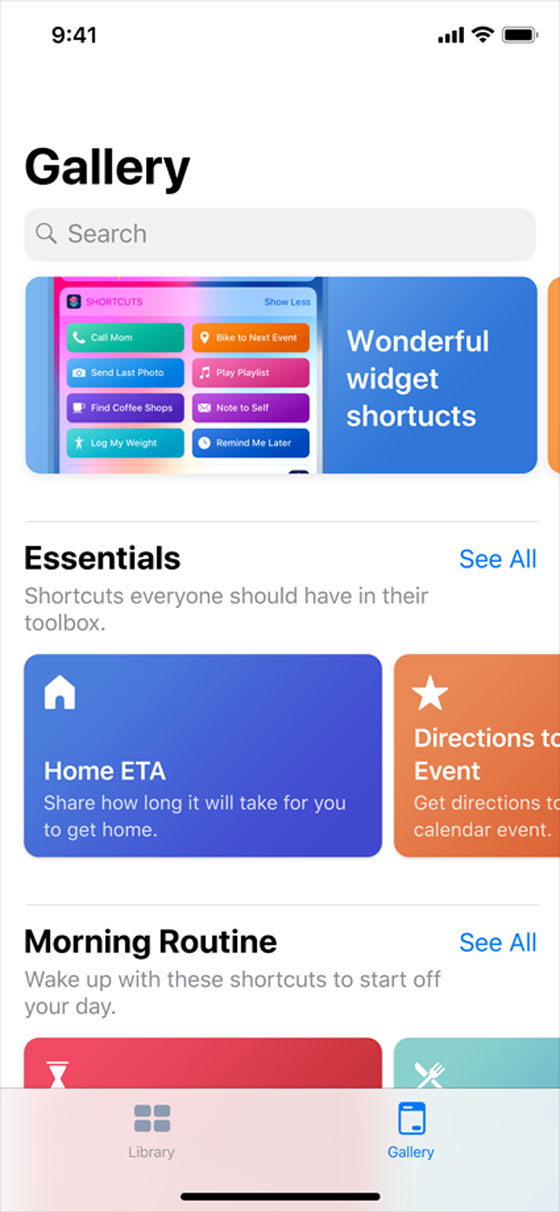 9:41
Gallery
Search
SHORTCUTS
Show Less
Call Mom
Bike to Next Event
Send Last Photo
Play Playlist
Find Coffee Shops
Note to Self
Log My Weight
Remind Me Later
Wonderful
widget
shortucts
Essentials
See All
Shortcuts everyone should have in their
toolbox.
Home ETA
Share how long it will take for you
to get home.
Directions to
Event
Get directions to
calendar event.
Morning Routine
See All
Wake up with these shortcuts to start off
your day.
Library
Gallery